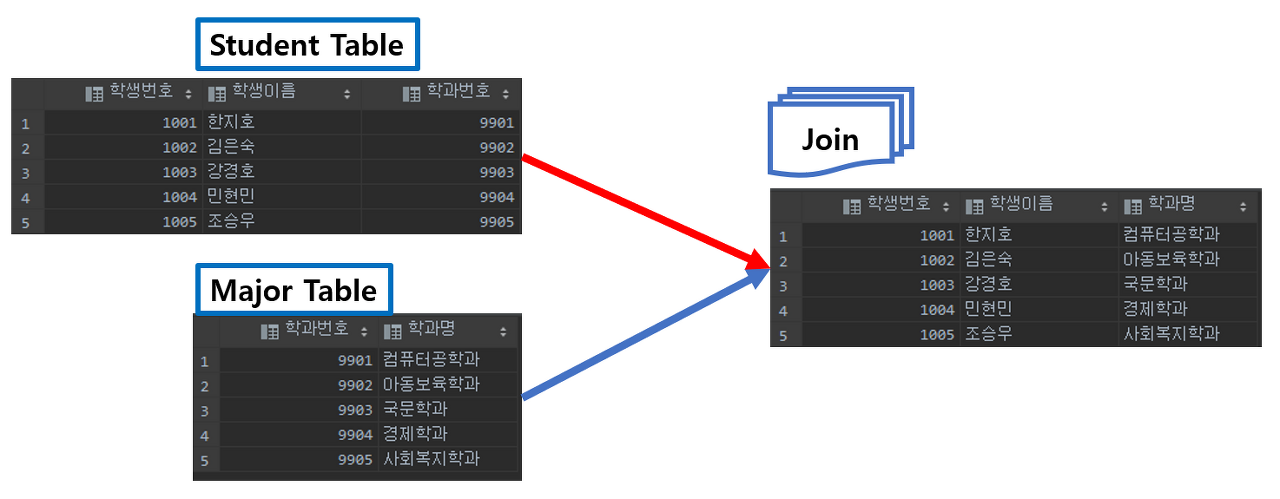 Student Table
학생번호 학생이름 학과번호
1 1001 한지호 9901
2 1002 김은숙 9902
3 1003 강경호 9903
4 1004 민현민 9904
5 1005 조승우 9905
Major Table
학과번호 학과명
1 9901 컴퓨터공학과
2 9902 아동보육학과
3 9903 국문학과
4 9904 경제학과
5 9905 사회복지학과
Join
학생번호 학생이름 학과명
1 1001 한지호 컴퓨터공학과
2 1002 김은숙 아동보육학과
3 1003 강경호 국문학과
4 1004 민현민 경제학과
5 1005 조승우 사회복지학과